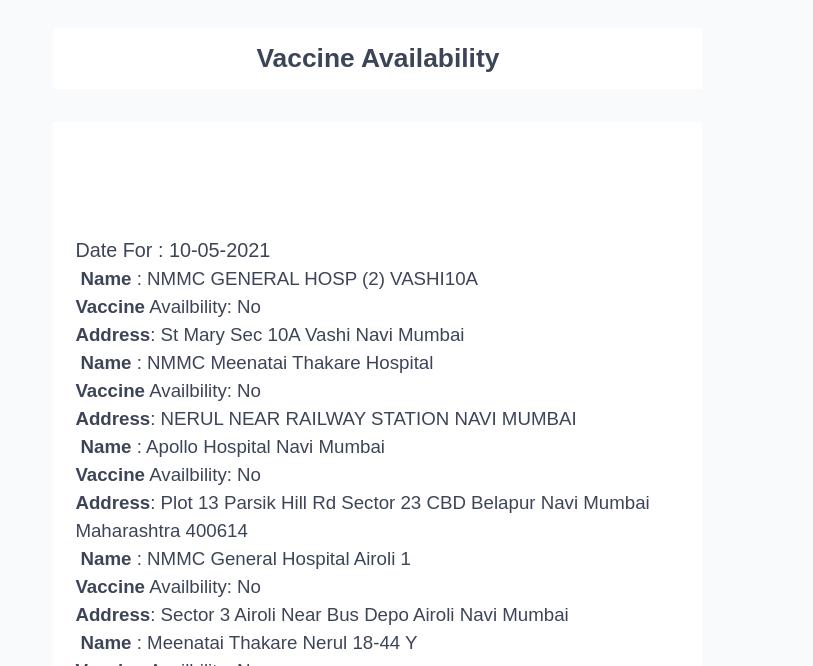 Vaccine Availability
Date For : 10-05-2021
Name : NMMC GENERAL HOSP (2) VASHI10A
Vaccine Availbility: No
Address: St Mary Sec 10A Vashi Navi Mumbai
Name : NMMC Meenatai Thakare Hospital
Vaccine Availbility: No
Address: NERUL NEAR RAILWAY STATION NAVI MUMBAI
Name : Apollo Hospital Navi Mumbai
Vaccine Availbility: No
Address: Plot 13 Parsik Hill Rd Sector 23 CBD Belapur Navi Mumbai
Maharashtra 400614
Name : NMMC General Hospital Airoli 1
Vaccine Availbility: No
Address: Sector 3 Airoli Near Bus Depo Airoli Navi Mumbai
Name : Meenatai Thakare Nerul 18-44 Y